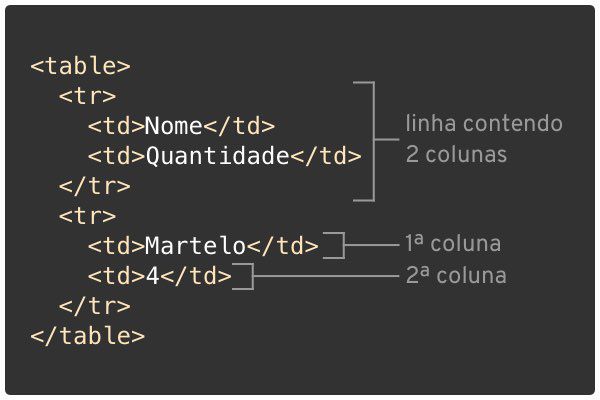 <table>
<tr>
<td>Nome</td>
<td>Quantidade</td>
</tr>
<tr>
<td>Martelo</td>
<td>4</td>
</tr>
</table>
linha contendo
2 colunas
1ª coluna
2ª coluna